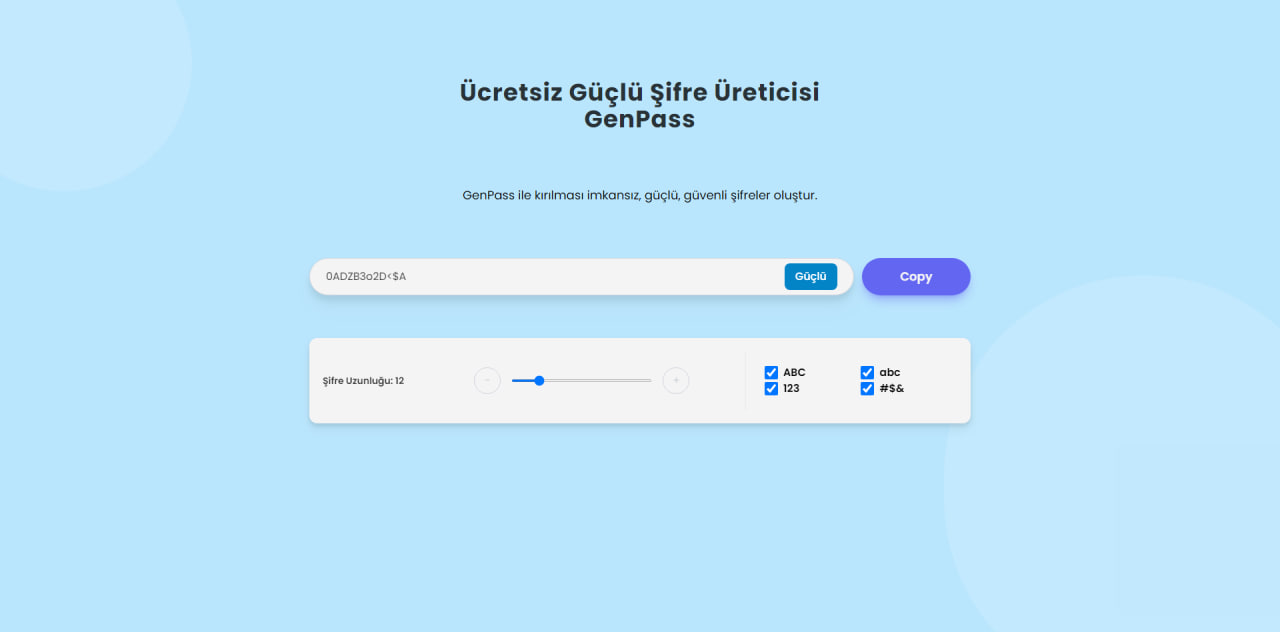 Ücretsiz Güçlü Şifre Üreticisi
GenPass
GenPass ile kırılması imkansız, güçlü, güvenli şifreler oluştur.
0ADZB3o2D<$A Güçlü Copy
Şifre Uzunluğu: 12 - +
ABC abc
123 #$&